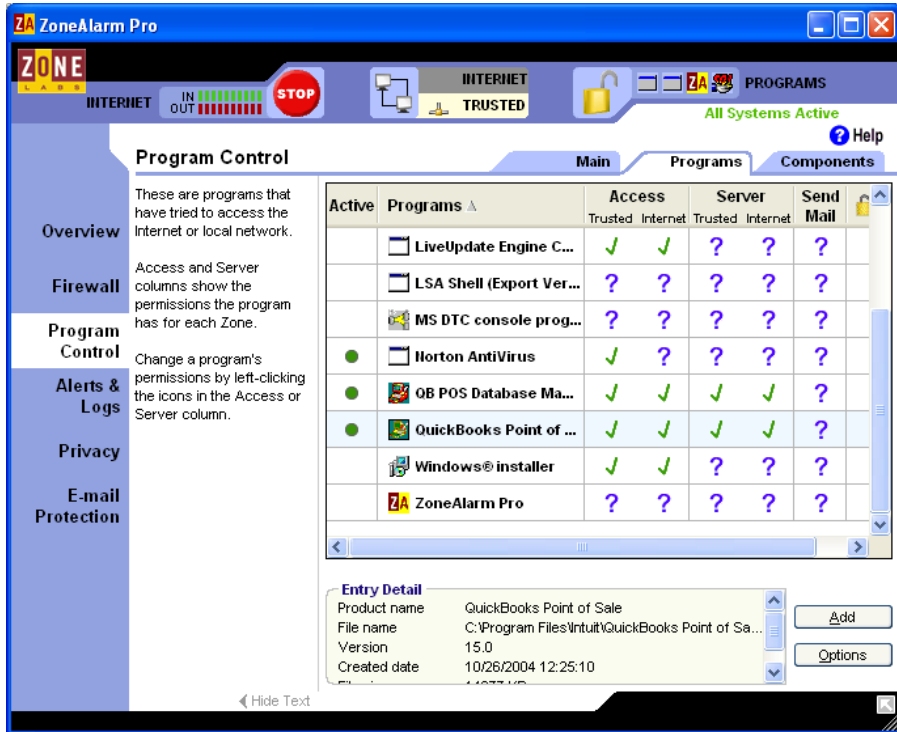 ZA ZoneAlarm Pro
ZONE
LABS
INTERNET
IN
OUT
STOP
INTERNET
TRUSTED
ZA
PROGRAMS
All Systems Active
? Help
Program Control
Main
Programs
Components
Overview
Firewall
Program
Control
Alerts &
Logs
Privacy
E-mail
Protection
These are programs that
have tried to access the
Internet or local network.
Access and Server
columns show the
permissions the program
has for each Zone.
Change a program's
permissions by left-clicking
the icons in the Access or
Server column.
Active Programs Access Server Send
Mail
Trusted Internet Trusted Internet
LiveUpdate Engine C... ? ? ?
LSA Shell (Export Ver... ? ? ? ? ?
MS DTC console prog... ? ? ? ? ?
Norton AntiVirus ? ? ? ?
QB POS Database Ma... ?
QuickBooks Point of ... ?
Windows® installer ? ? ?
ZA ZoneAlarm Pro ? ? ? ? ?
Entry Detail
Product name QuickBooks Point of Sale
File name C:\Program Files\Intuit\QuickBooks Point of Sa...
Version 15.0
Created date 10/26/2004 12:25:10
Add
Options
Hide Text